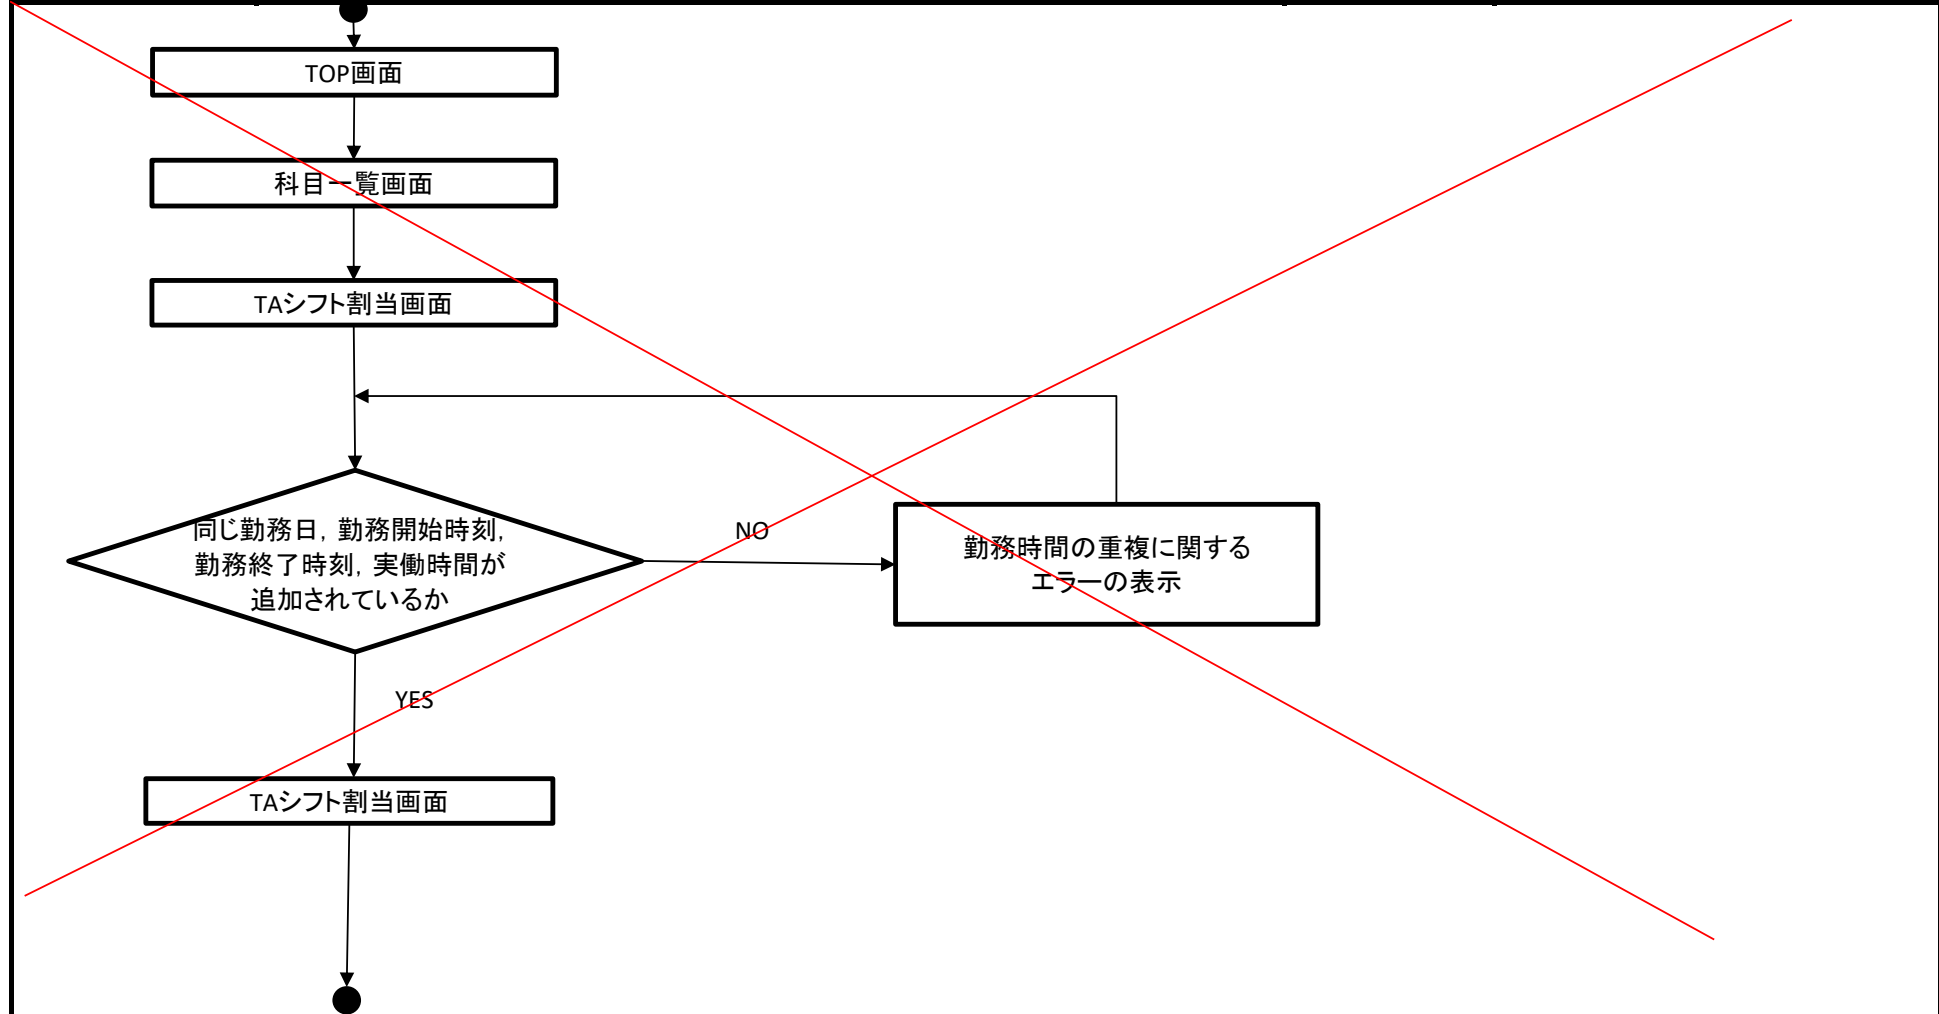 TOP画面
科目一覧画面
TAシフト割当画面
同じ勤務日, 勤務開始時刻,
勤務終了時刻, 実働時間が
追加されているか
NO
勤務時間の重複に関する
エラーの表示
YES
TAシフト割当画面